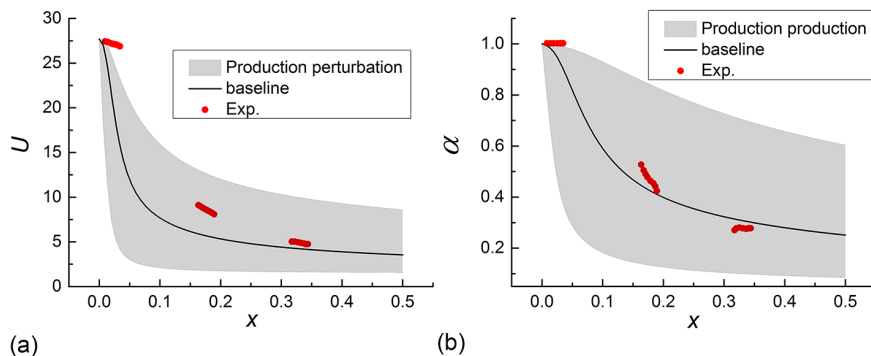 30
25
20
15
10
5
0
U
0.0 0.1 0.2 0.3 0.4 0.5
x
Production perturbation
baseline
Exp.
(a)
1.0
0.8
0.6
0.4
0.2
α
0.0 0.1 0.2 0.3 0.4 0.5
x
Production production
baseline
Exp.
(b)